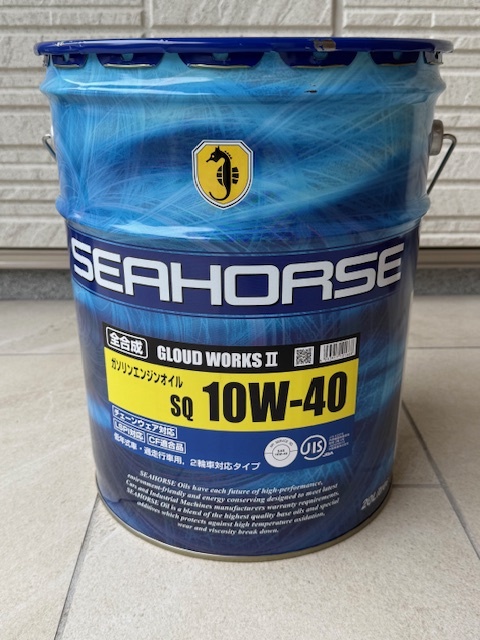 SEAHORSE
全合成 GLOUD WORKS II
ガソリンエンジンオイル
SQ 10W-40
チェーンウェア対応
LSPI対応 CF適合品
低年式車・過走行車用、2輪車対応タイプ
JIS
SEAHORSE Oils have each future of high-performance,
environment-friendly and energy conserving designed to meet latest
Cars and Industrial Machines manufacturers warranty requirements.
SEAHORSE Oil is a blend of the highest quality base oils and special
additives which protects against high temperature oxidation,
wear and viscosity break down.